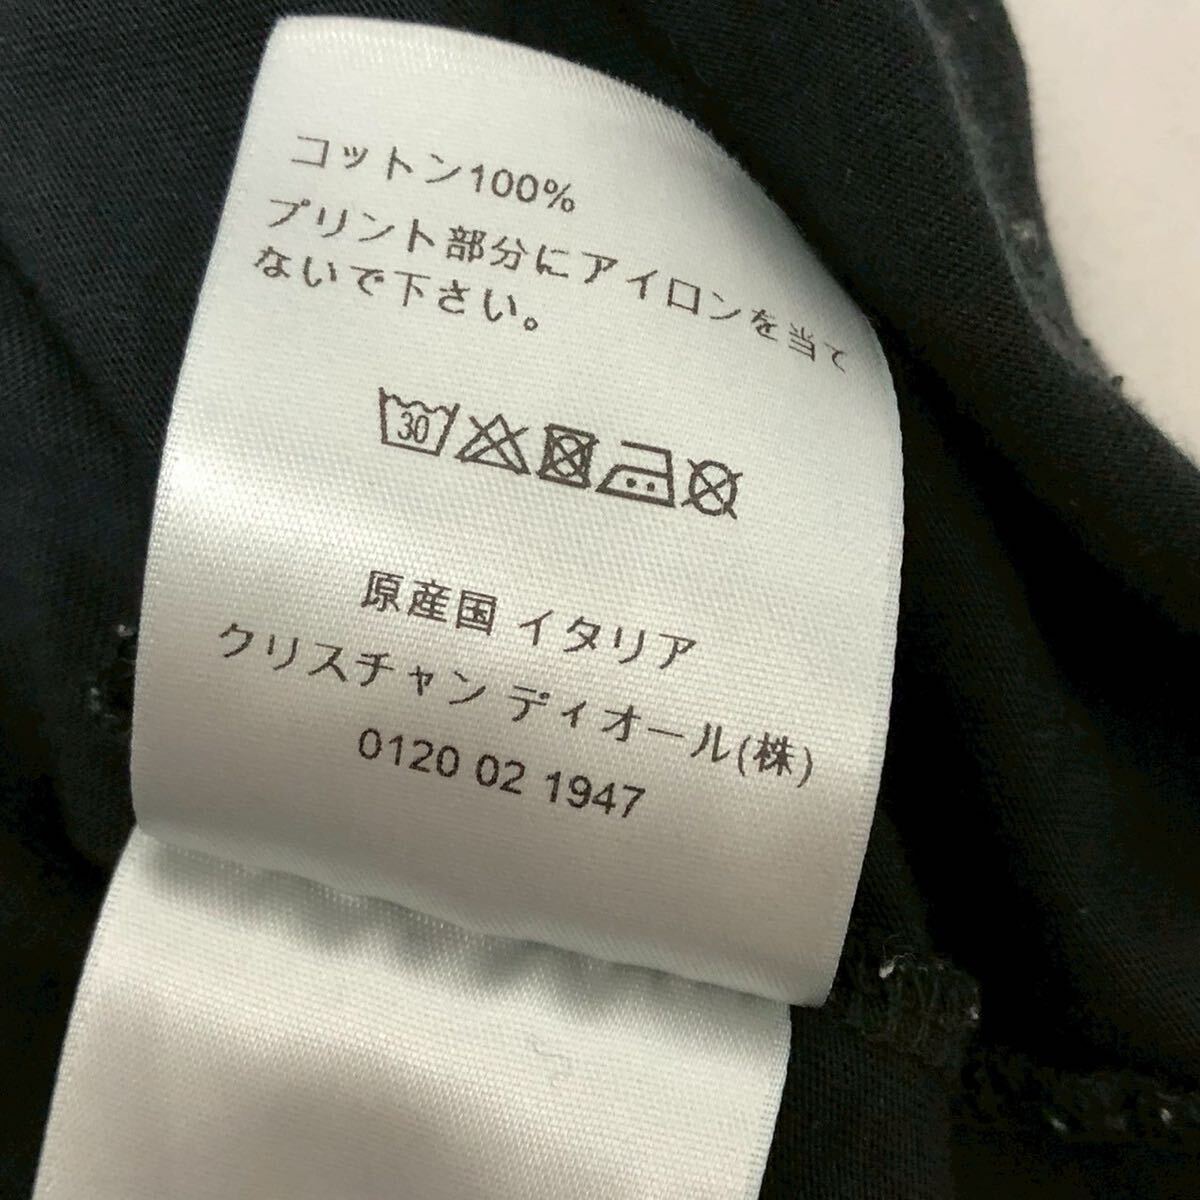 コットン100%
プリント部分にアイロンを当て
ないで下さい。
30
原産国 イタリア
クリスチャン ディオール(株)
0120 02 1947